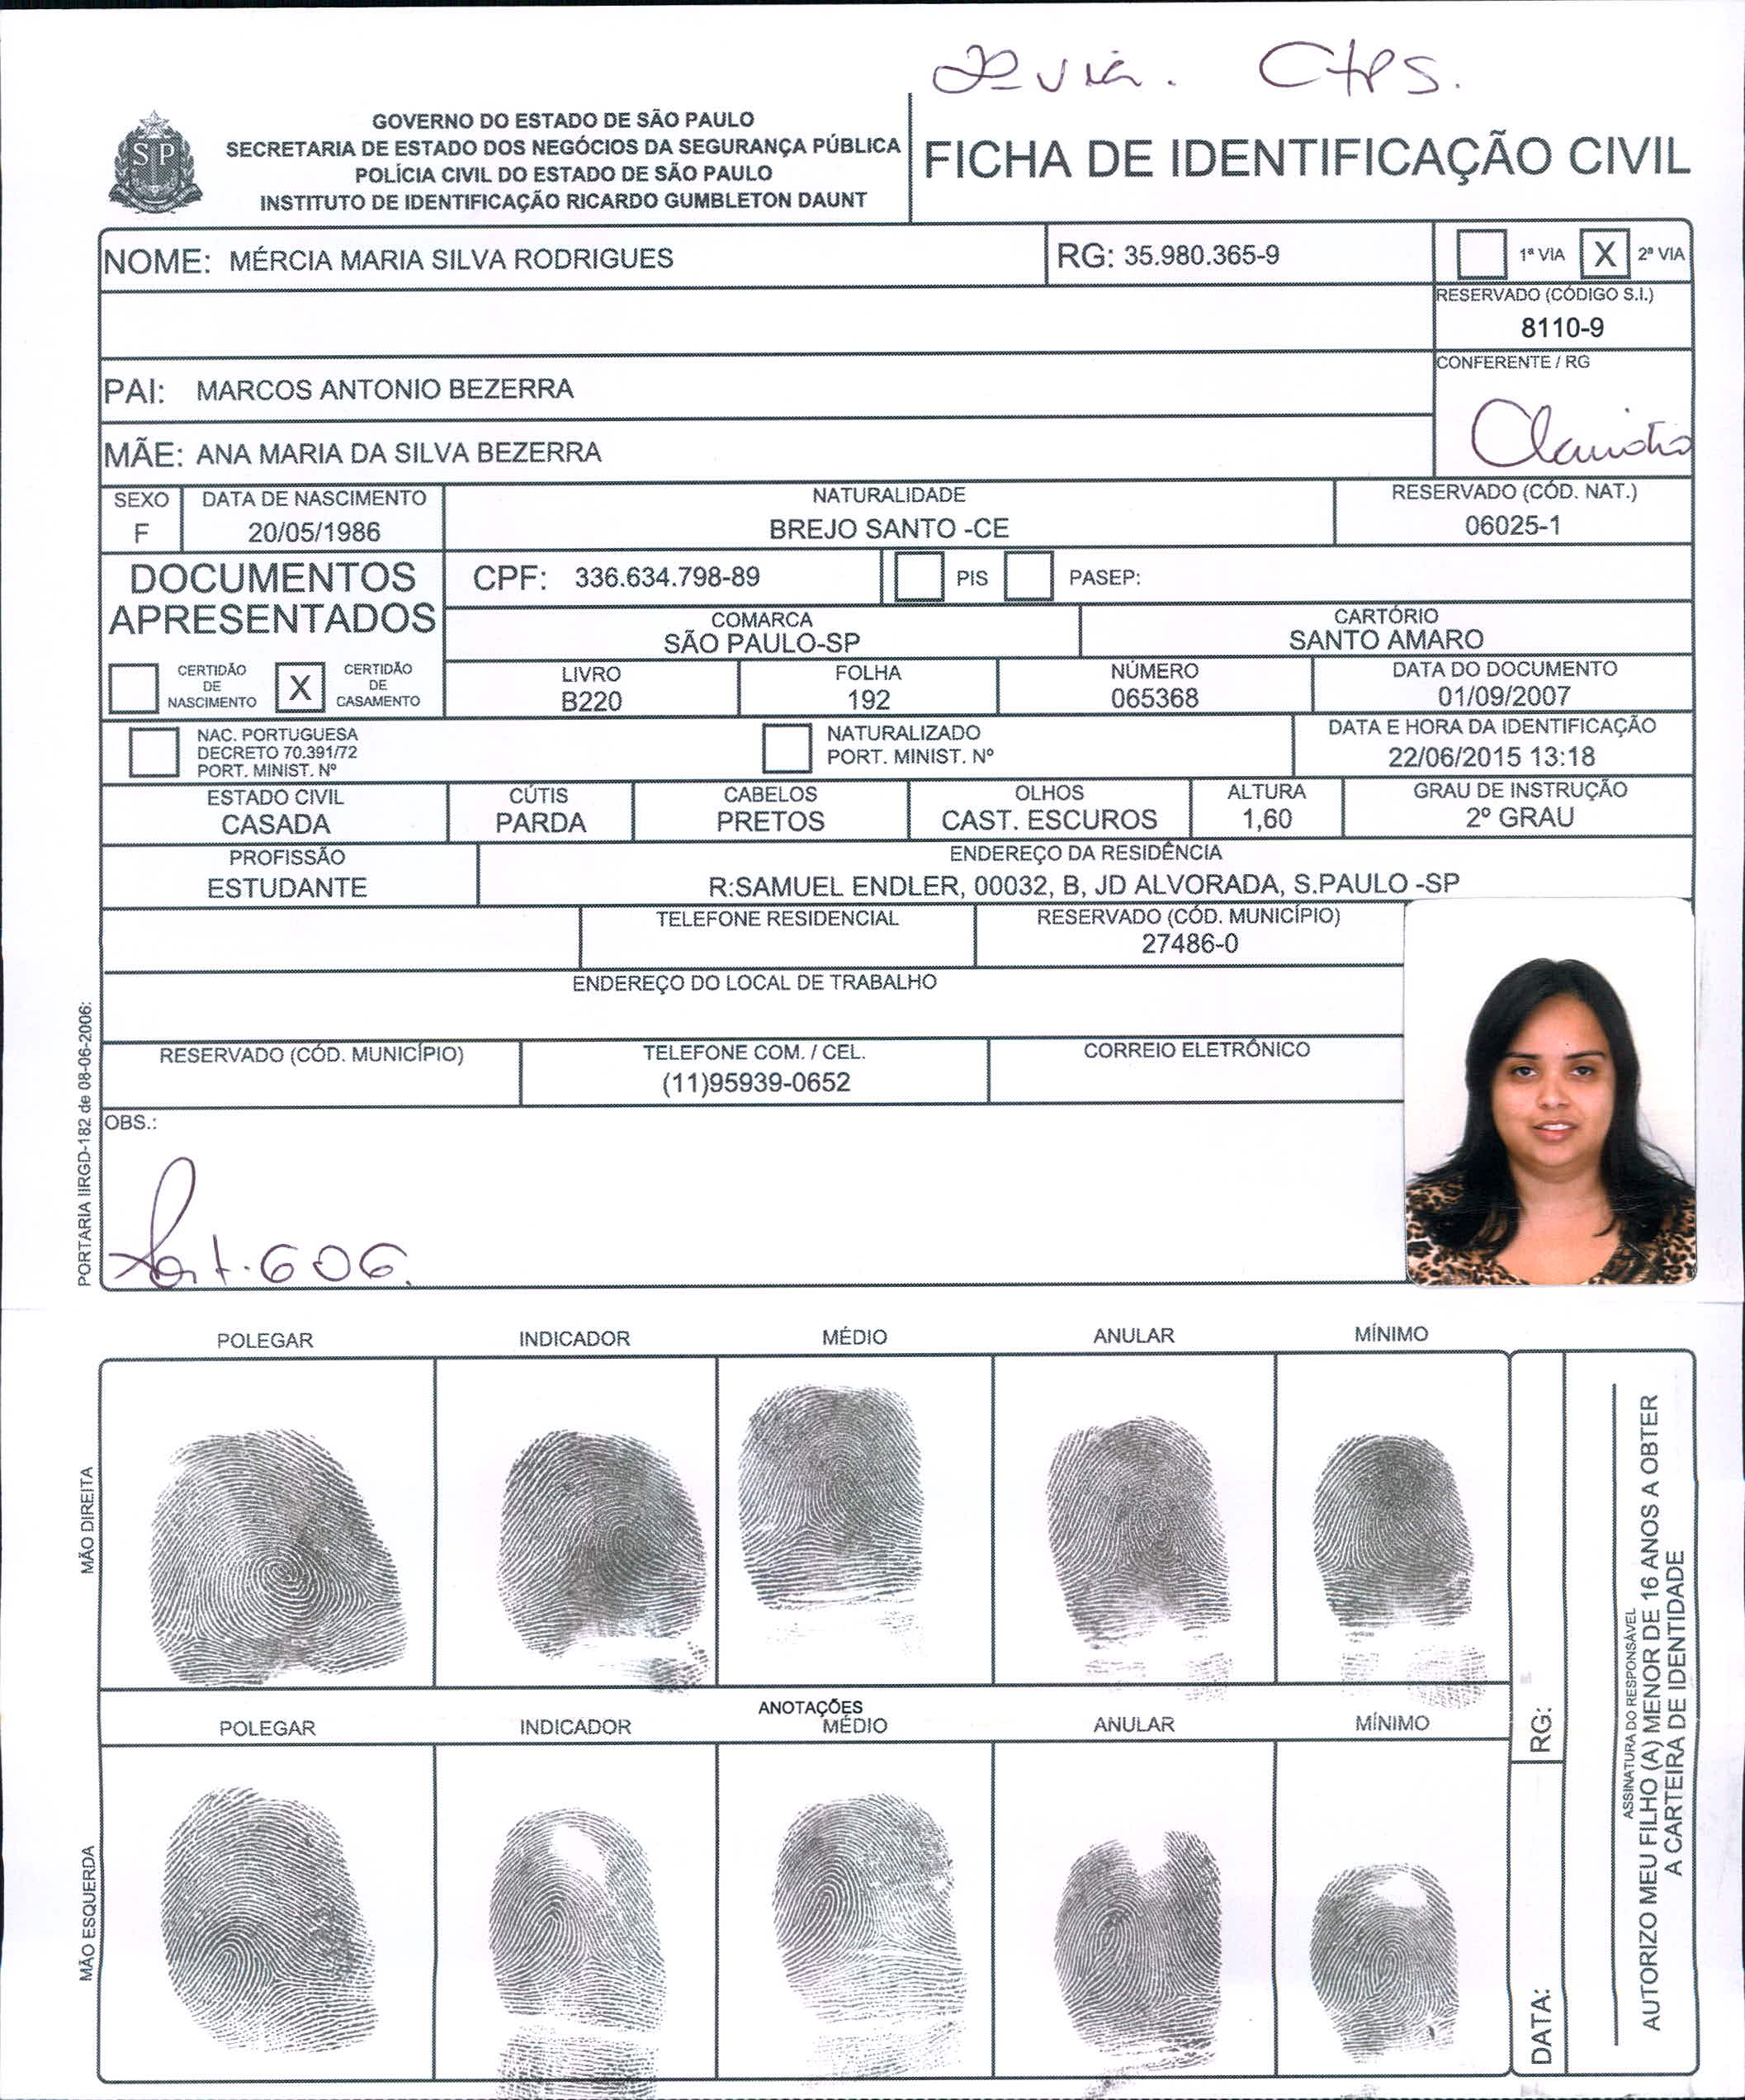 2ª via. CTPS.
GOVERNO DO ESTADO DE SÃO PAULO
SECRETARIA DE ESTADO DOS NEGÓCIOS DA SEGURANÇA PÚBLICA
POLÍCIA CIVIL DO ESTADO DE SÃO PAULO
INSTITUTO DE IDENTIFICAÇÃO RICARDO GUMBLETON DAUNT
FICHA DE IDENTIFICAÇÃO CIVIL
SP
NOME: MÉRCIA MARIA SILVA RODRIGUES RG: 35.980.365-9 1ª VIA X 2ª VIA
RESERVADO (CÓDIGO S.I.)
8110-9
CONFERENTE / RG
PAI: MARCOS ANTONIO BEZERRA
Claudio
MÃE: ANA MARIA DA SILVA BEZERRA
SEXO DATA DE NASCIMENTO NATURALIDADE RESERVADO (CÓD. NAT.)
F 20/05/1986 BREJO SANTO -CE 06025-1
DOCUMENTOS APRESENTADOS
CPF: 336.634.798-89 PIS PASEP:
COMARCA CARTÓRIO
SÃO PAULO-SP SANTO AMARO
CERTIDÃO DE NASCIMENTO X CERTIDÃO DE CASAMENTO
LIVRO FOLHA NÚMERO DATA DO DOCUMENTO
B220 192 065368 01/09/2007
NAC. PORTUGUESA
DECRETO 70.391/72
PORT. MINIST. Nº
NATURALIZADO
PORT. MINIST. Nº
DATA E HORA DA IDENTIFICAÇÃO
22/06/2015 13:18
ESTADO CIVIL CÚTIS CABELOS OLHOS ALTURA GRAU DE INSTRUÇÃO
CASADA PARDA PRETOS CAST. ESCUROS 1,60 2º GRAU
PROFISSÃO ENDEREÇO DA RESIDÊNCIA
ESTUDANTE R:SAMUEL ENDLER, 00032, B, JD ALVORADA, S.PAULO -SP
TELEFONE RESIDENCIAL RESERVADO (CÓD. MUNICÍPIO)
27486-0
ENDEREÇO DO LOCAL DE TRABALHO
RESERVADO (CÓD. MUNICÍPIO) TELEFONE COM. / CEL. CORREIO ELETRÔNICO
(11)95939-0652
OBS.:
606.
PORTARIA IIRGD-182 de 08-06-2006:
POLEGAR INDICADOR MÉDIO ANULAR MÍNIMO
MÃO DIREITA
ANOTAÇÕES
POLEGAR INDICADOR MÉDIO ANULAR MÍNIMO
MÃO ESQUERDA
RG:
DATA:
ASSINATURA DO RESPONSÁVEL
AUTORIZO MEU FILHO (A) MENOR DE 16 ANOS A OBTER
A CARTEIRA DE IDENTIDADE